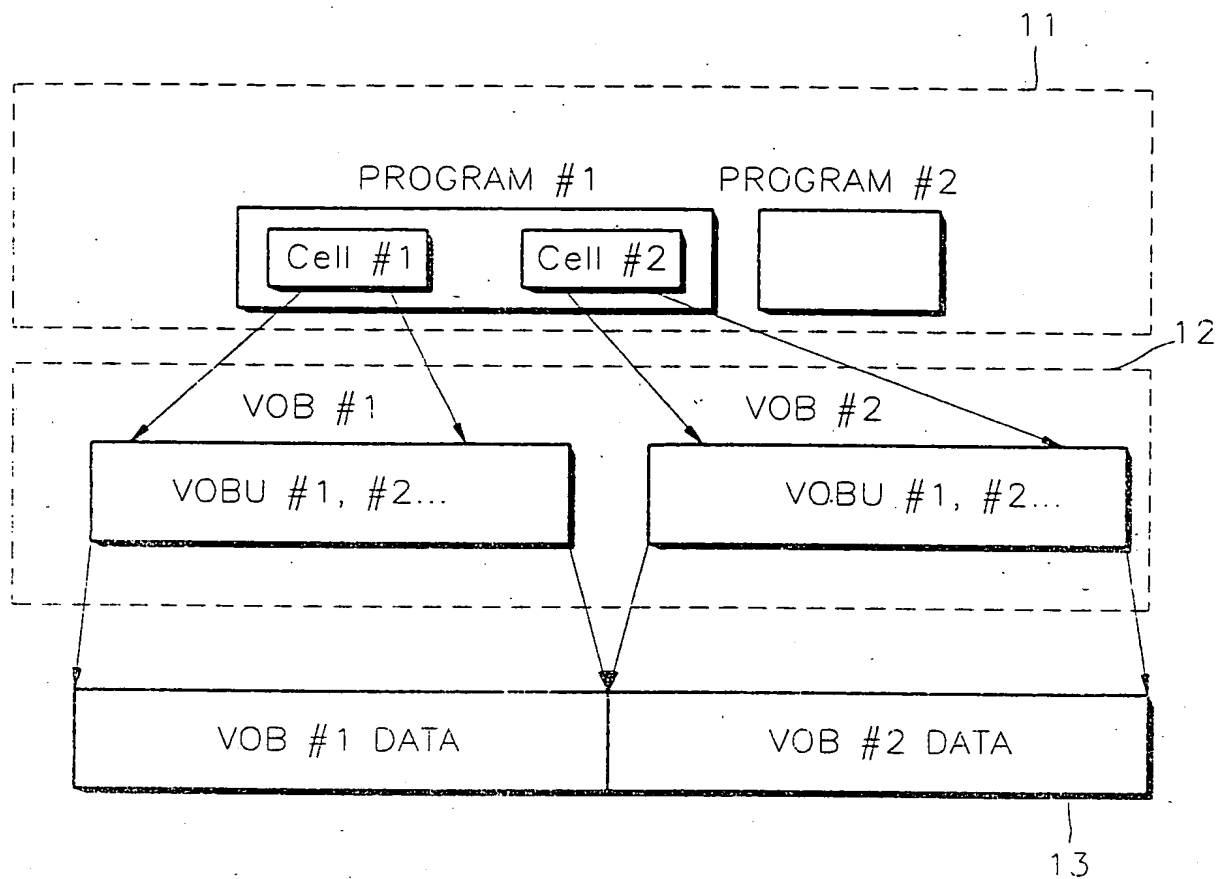 11
PROGRAM #1 PROGRAM #2
Cell #1 Cell #2
12
VOB #1 VOB #2
VOBU #1, #2... VOBU #1, #2...
VOB #1 DATA VOB #2 DATA
13